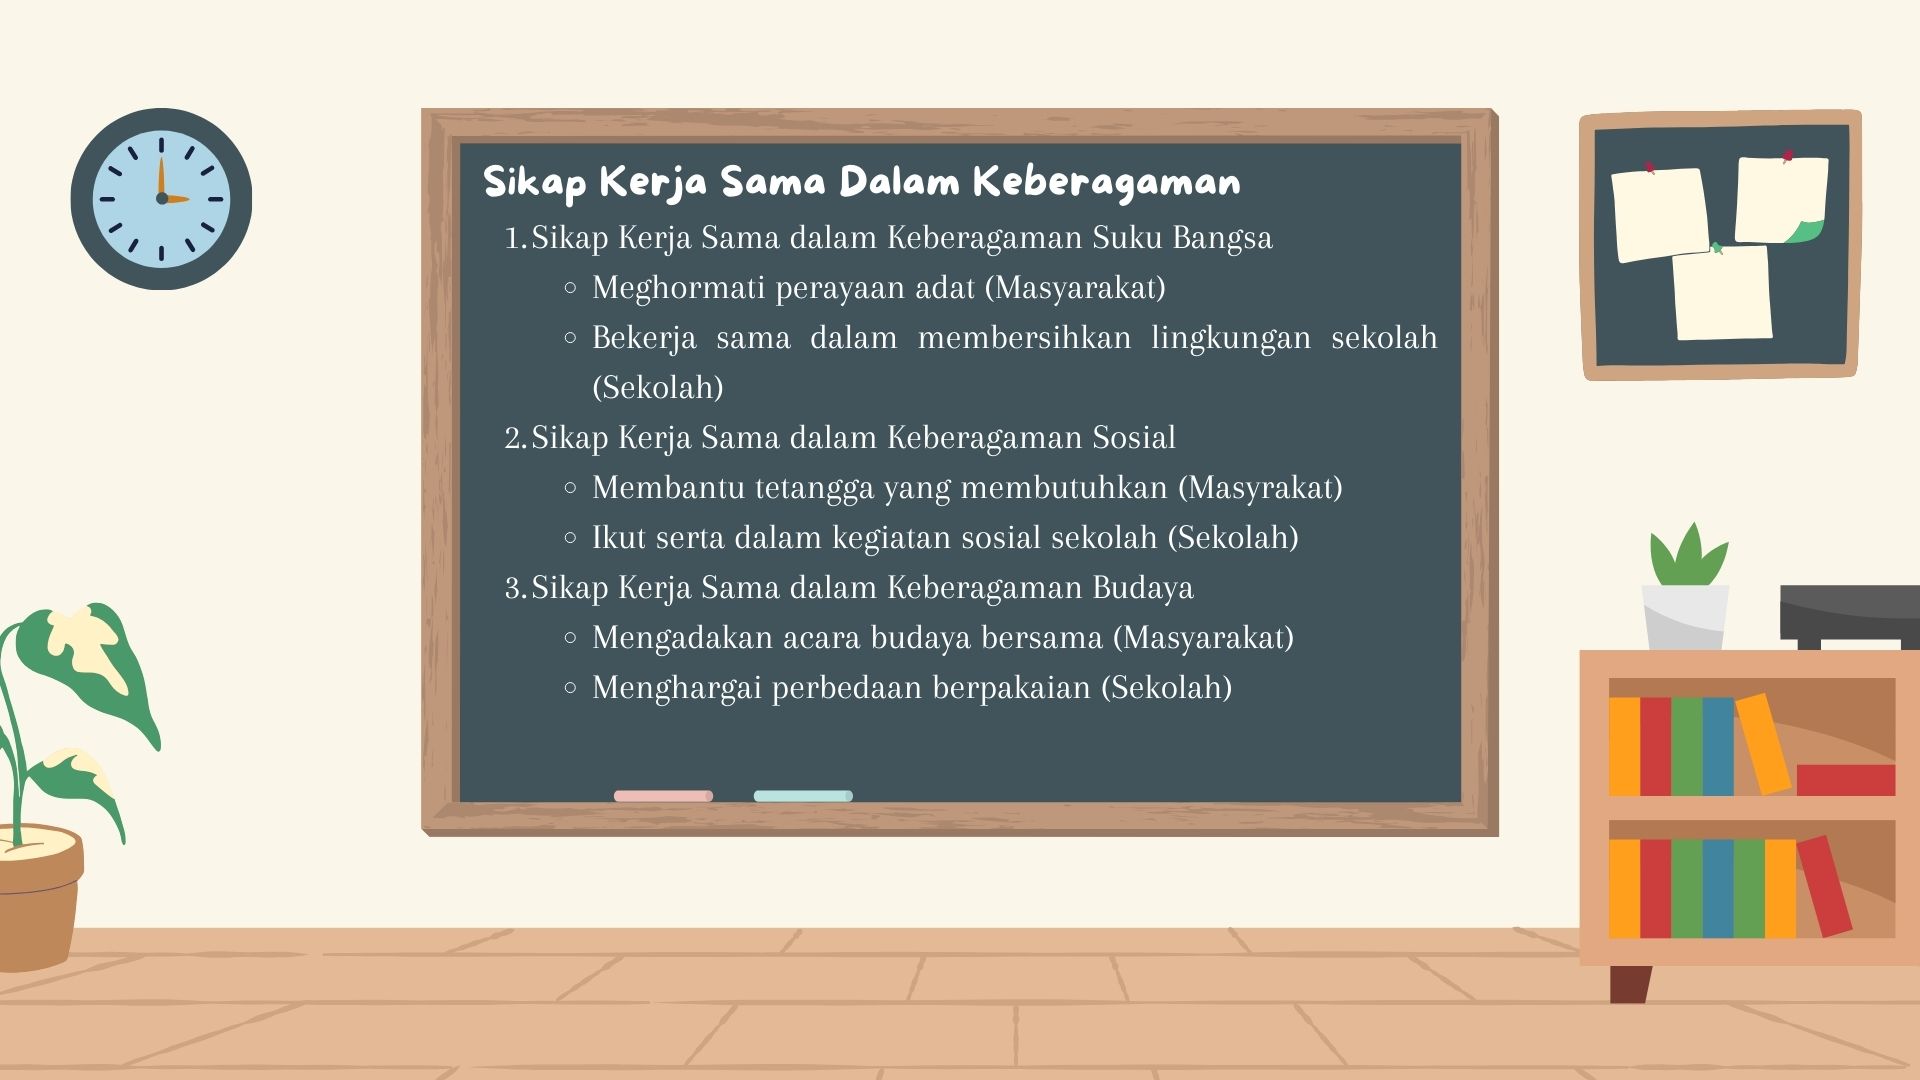 Sikap Kerja Sama Dalam Keberagaman
1. Sikap Kerja Sama dalam Keberagaman Suku Bangsa
Meghormati perayaan adat (Masyarakat)
Bekerja sama dalam membersihkan lingkungan sekolah
(Sekolah)
2. Sikap Kerja Sama dalam Keberagaman Sosial
Membantu tetangga yang membutuhkan (Masyrakat)
Ikut serta dalam kegiatan sosial sekolah (Sekolah)
3. Sikap Kerja Sama dalam Keberagaman Budaya
Mengadakan acara budaya bersama (Masyarakat)
Menghargai perbedaan berpakaian (Sekolah)